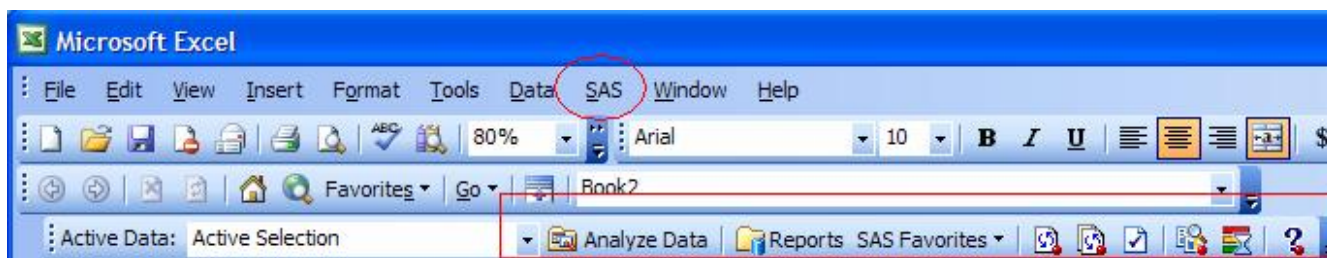 Microsoft Excel
File Edit View Insert Format Tools Data SAS Window Help
ABC 80% Arial 10 B I U a $
Favorites Go Book2
Active Data: Active Selection Analyze Data Reports SAS Favorites ?